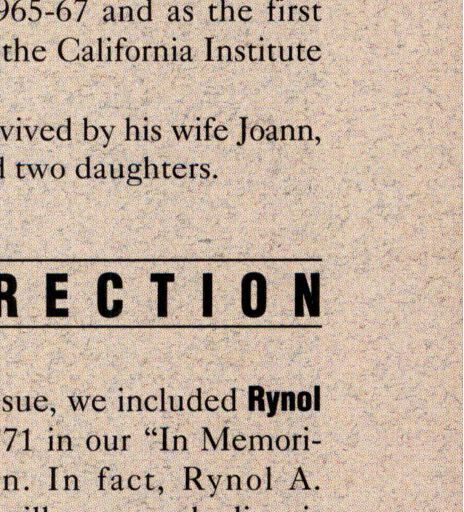 965-67 and as the first
the California Institute
vived by his wife Joann,
d two daughters.
RECTION
sue, we included Rynol
71 in our “In Memori-
n. In fact, Rynol A.